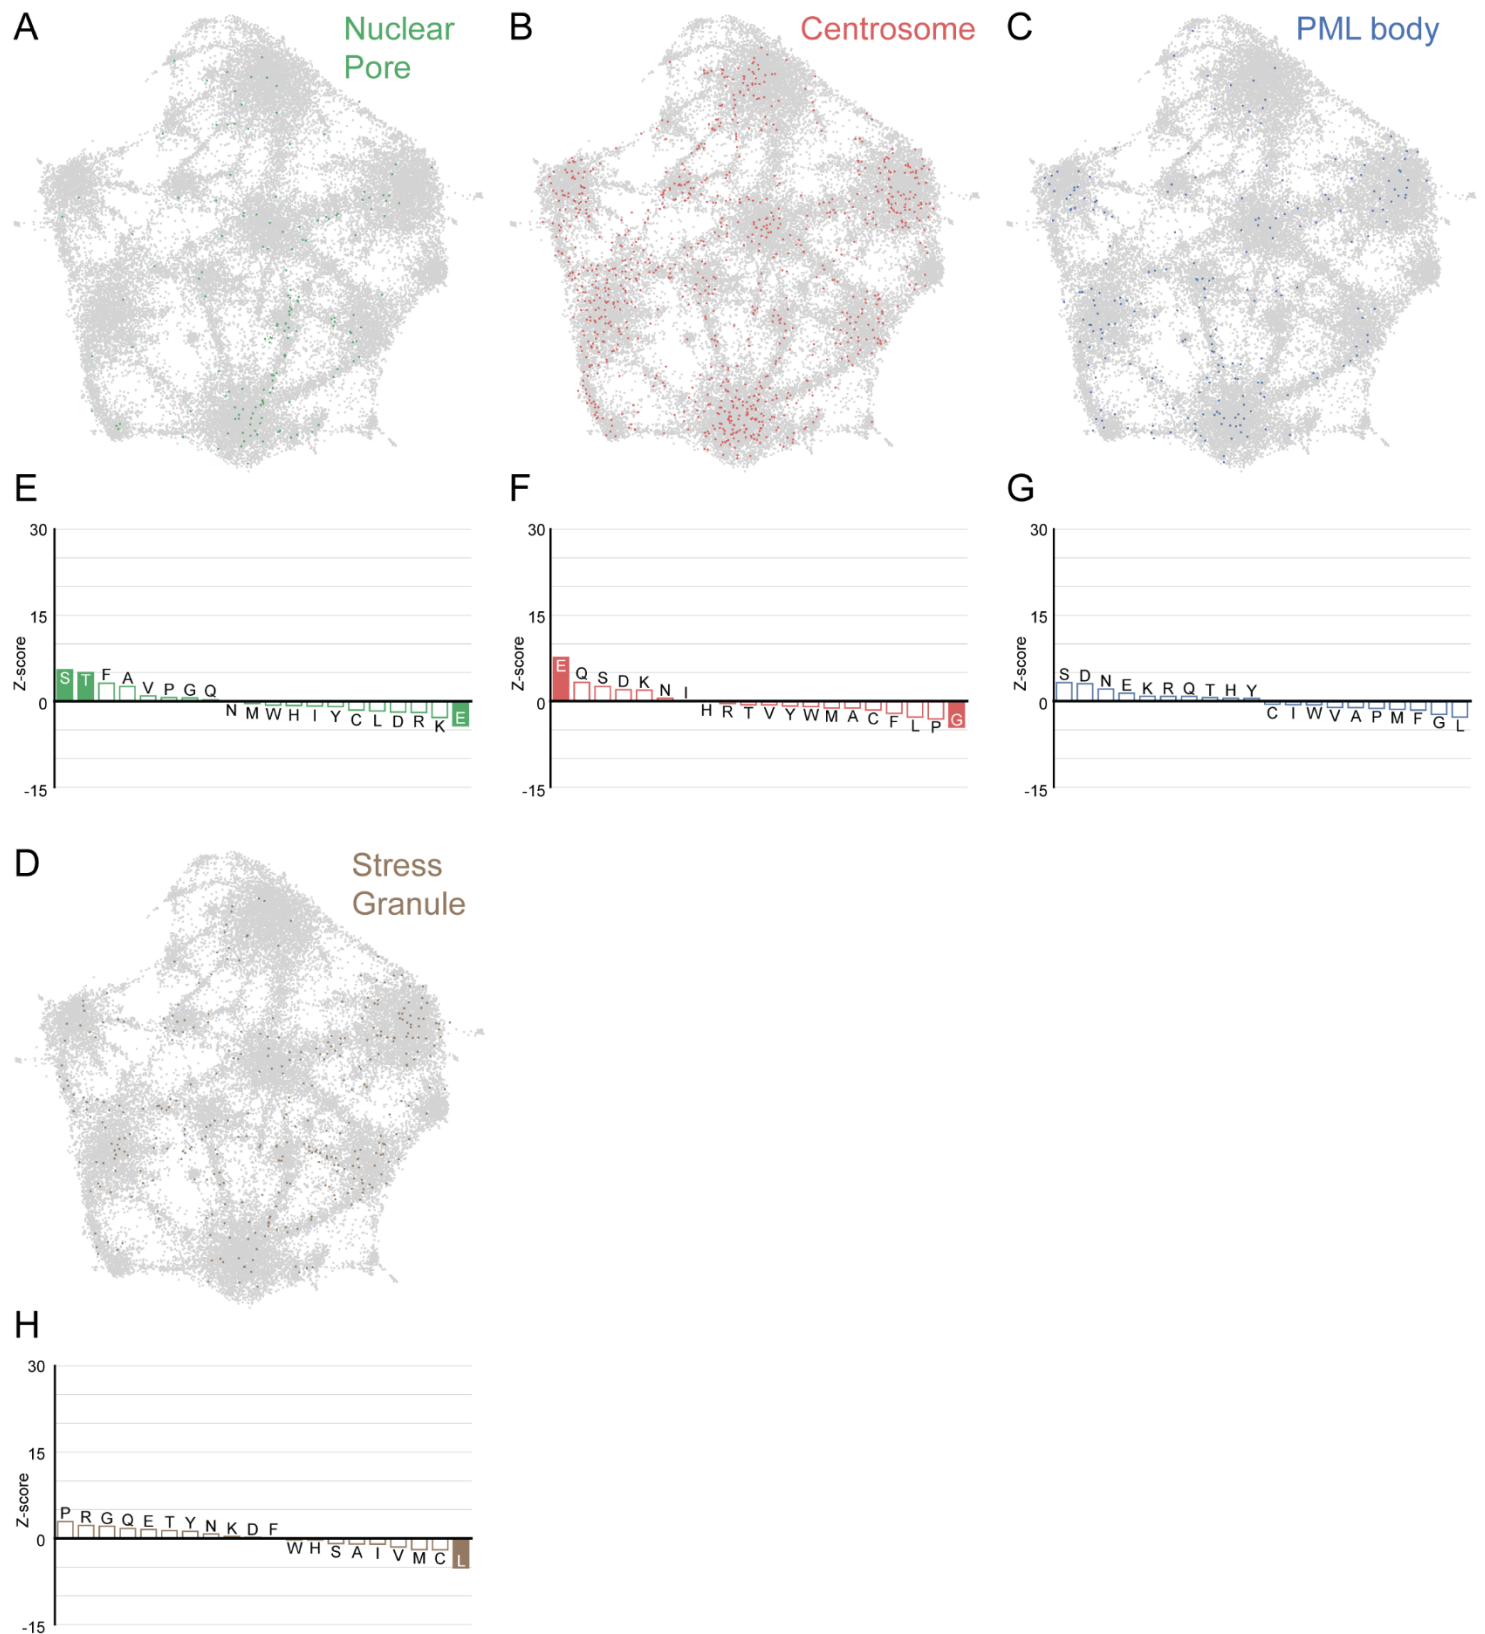 A
Nuclear
Pore
B
Centrosome
C
PML body
E
30
15
0
-15
Z-score
S T F A V P G Q
N M W H I Y C L D R K E
F
30
15
0
-15
Z-score
E Q S D K N I
H R T V Y W M A C F L P G
G
30
15
0
-15
Z-score
S D N E K R Q T H Y
C I W V A P M F G L
D
Stress
Granule
H
30
15
0
-15
Z-score
P R G Q E T Y N K D F
W H S A I V M C L